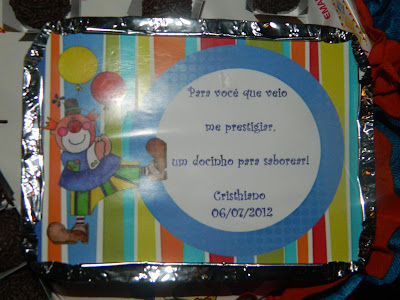 Para você que veio
me prestigiar,
um docinho para saborear!
Cristhiano
06/07/2012